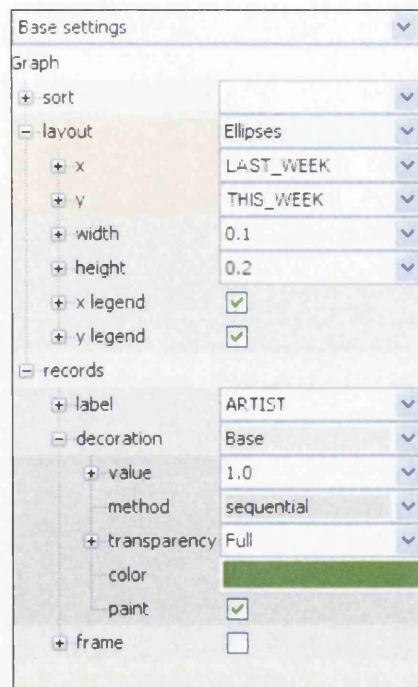 Base settings
Graph
sort
layout Ellipses
x LAST_WEEK
y THIS_WEEK
width 0.1
height 0.2
x legend
y legend
records
label ARTIST
decoration Base
value 1.0
method sequential
transparency Full
color
paint
frame